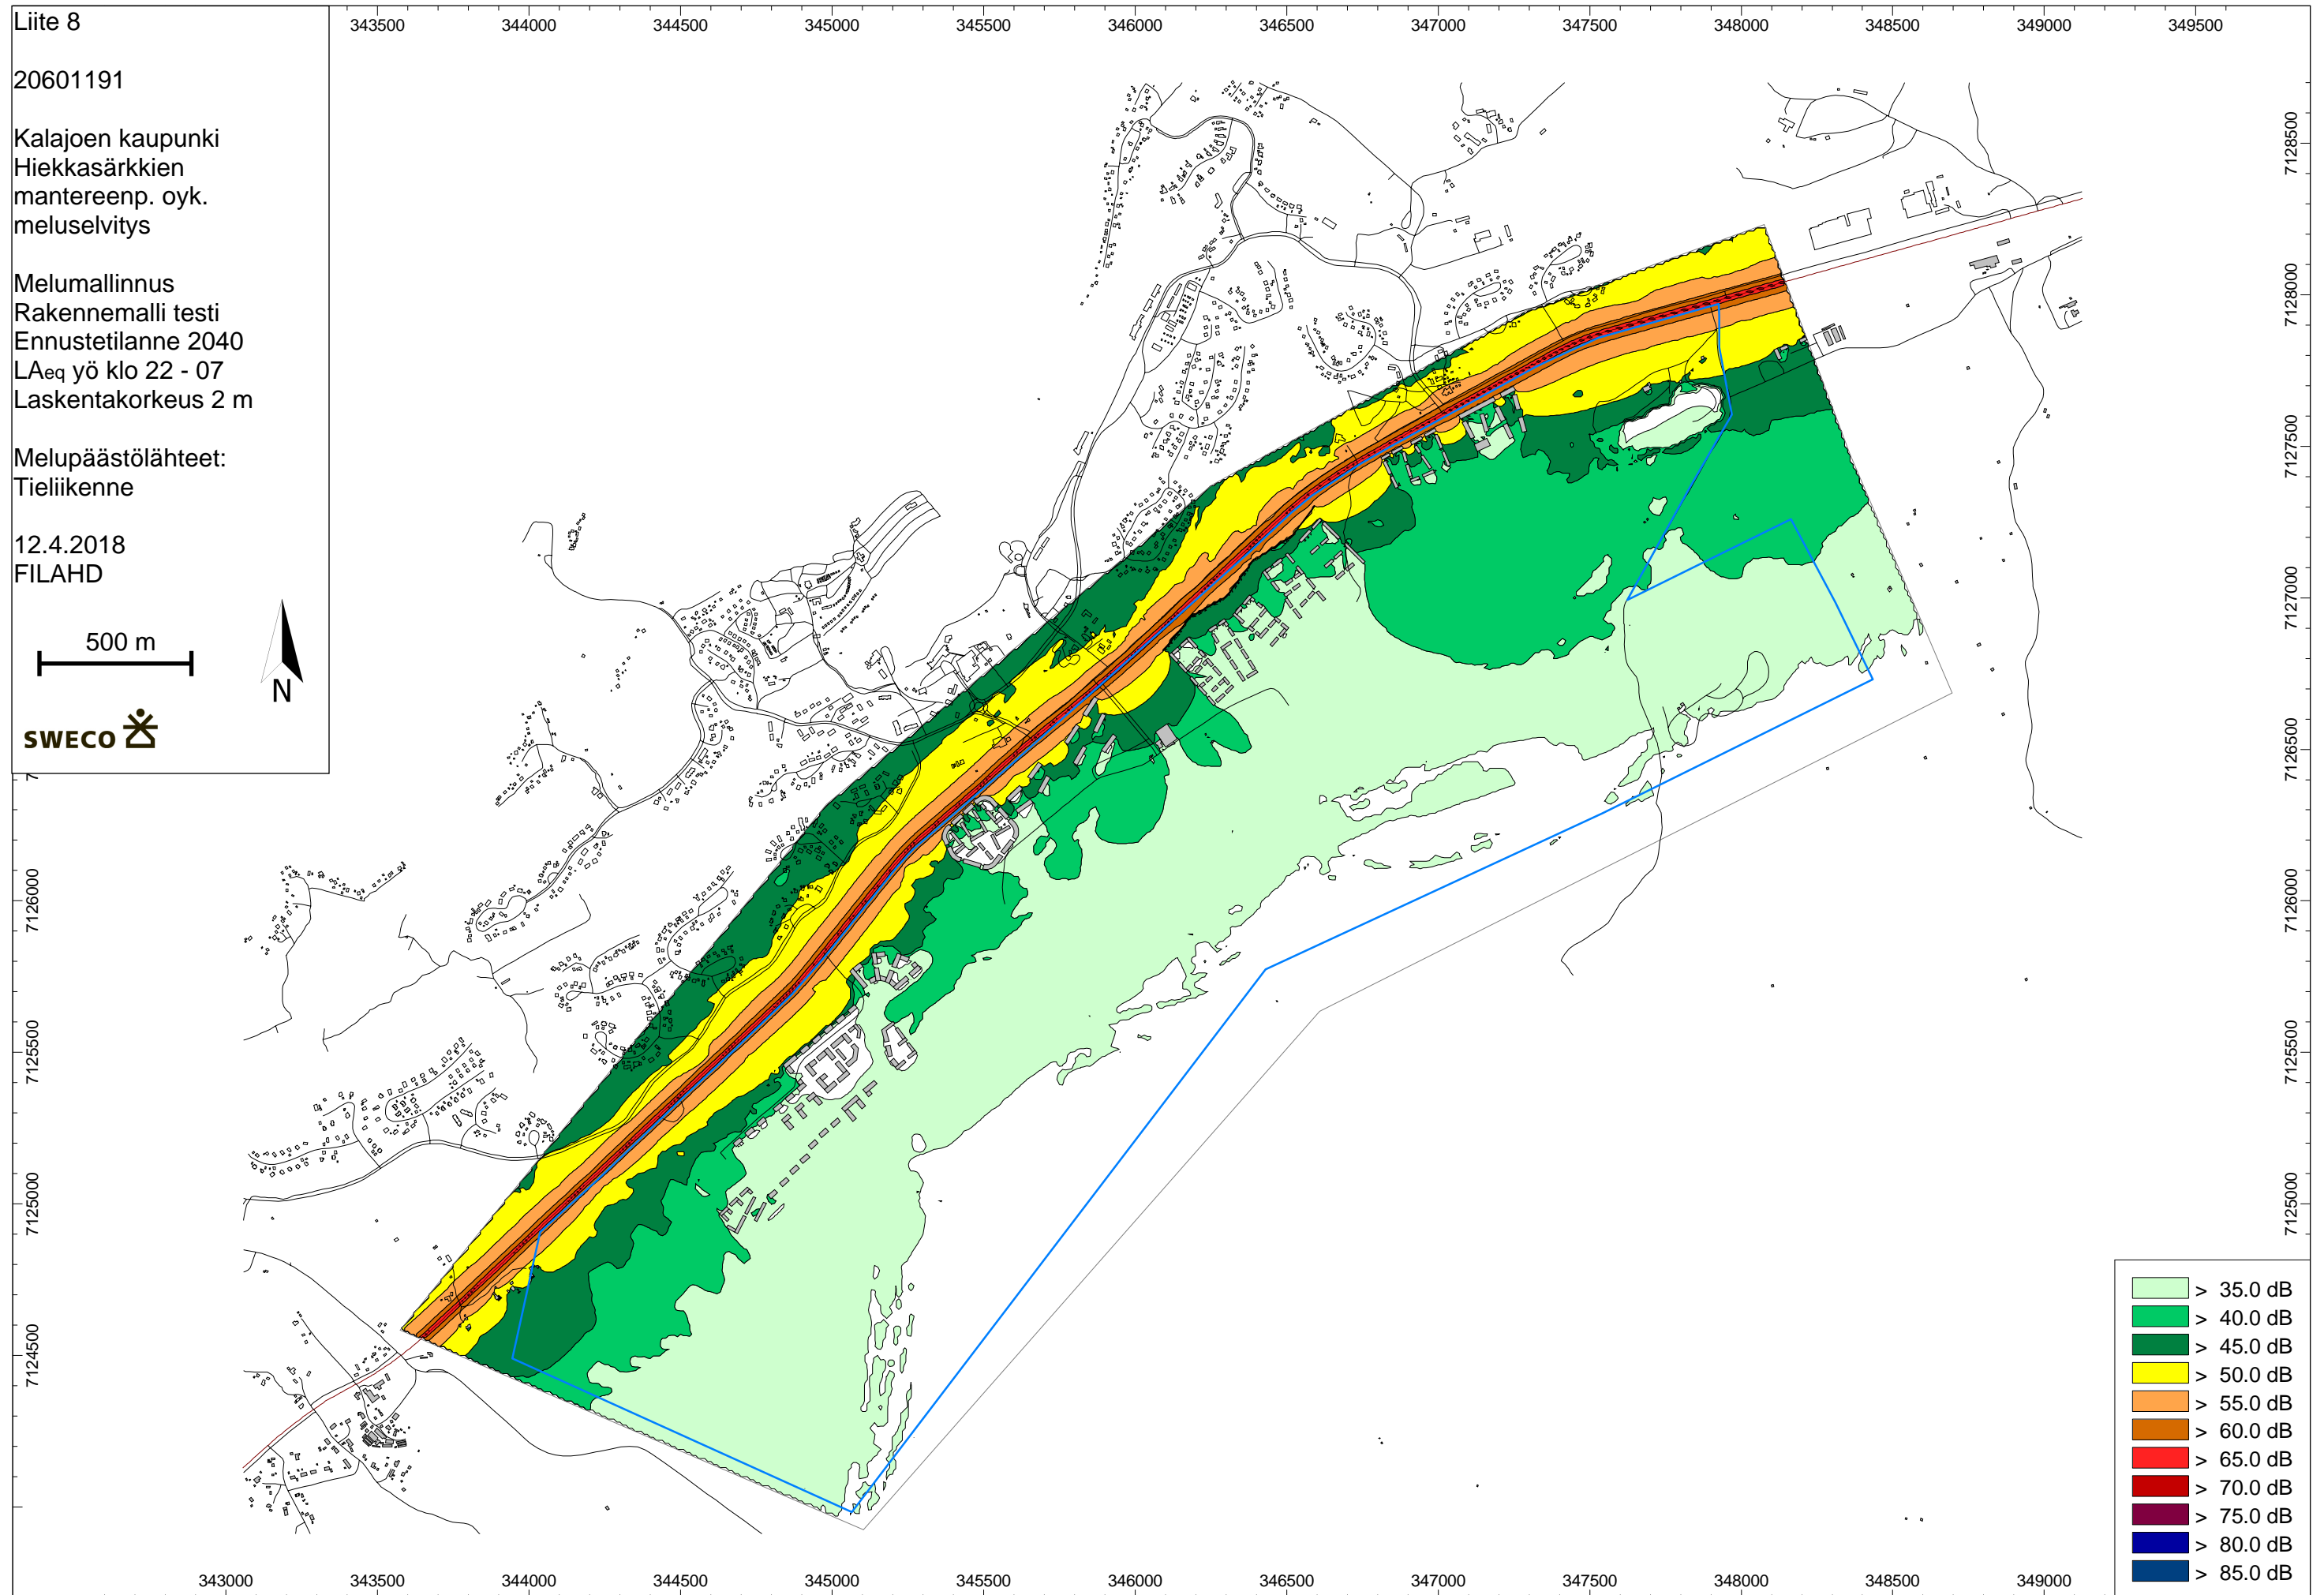 Liite 8
20601191
Kalajoen kaupunki
Hiekkasärkkien
mantereenp. oyk.
meluselvitys
Melumallinnus
Rakennemalli testi
Ennustetilanne 2040
LAeq yö klo 22 - 07
Laskentakorkeus 2 m
Melupäästölähteet:
Tieliikenne
12.4.2018
FILAHD
500 m
N
SWECO
343500 344000 344500 345000 345500 346000 346500 347000 347500 348000 348500 349000 349500
7126000
7125500
7125000
7124500
7128500
7128000
7127500
7127000
7126500
7126000
7125500
7125000
> 35.0 dB
> 40.0 dB
> 45.0 dB
> 50.0 dB
> 55.0 dB
> 60.0 dB
> 65.0 dB
> 70.0 dB
> 75.0 dB
> 80.0 dB
> 85.0 dB
343000 343500 344000 344500 345000 345500 346000 346500 347000 347500 348000 348500 349000